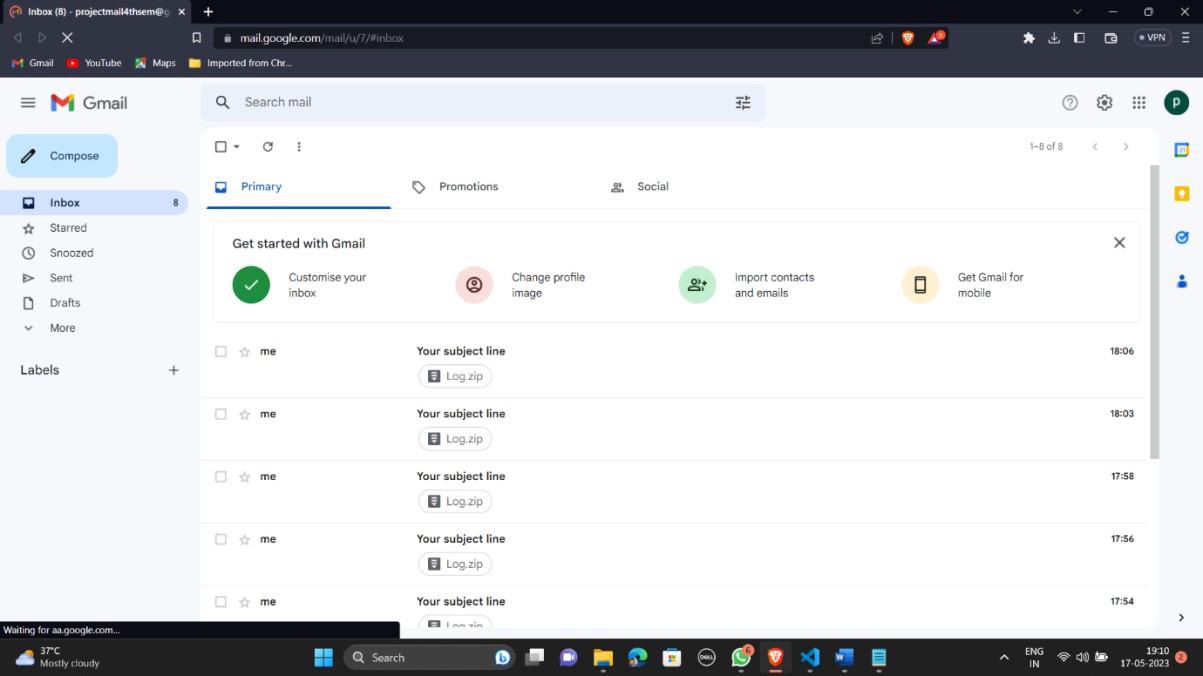 Inbox (8) - projectmail4thsem@g
mail.google.com/mail/u/7/#inbox
VPN
Gmail
YouTube
Maps
Imported from Chr...
Gmail
Search mail
P
Compose
1–8 of 8
Primary
Promotions
Social
Inbox 8
Starred
Snoozed
Sent
Drafts
More
Labels
Get started with Gmail
Customise your
inbox
Change profile
image
Import contacts
and emails
Get Gmail for
mobile
me Your subject line 18:06
Log.zip
me Your subject line 18:03
Log.zip
me Your subject line 17:58
Log.zip
me Your subject line 17:56
Log.zip
me Your subject line 17:54
Log.zip
Waiting for aa.google.com...
37°C
Mostly cloudy
Search
DELL
6
ENG
IN
19:10
17-05-2023
2